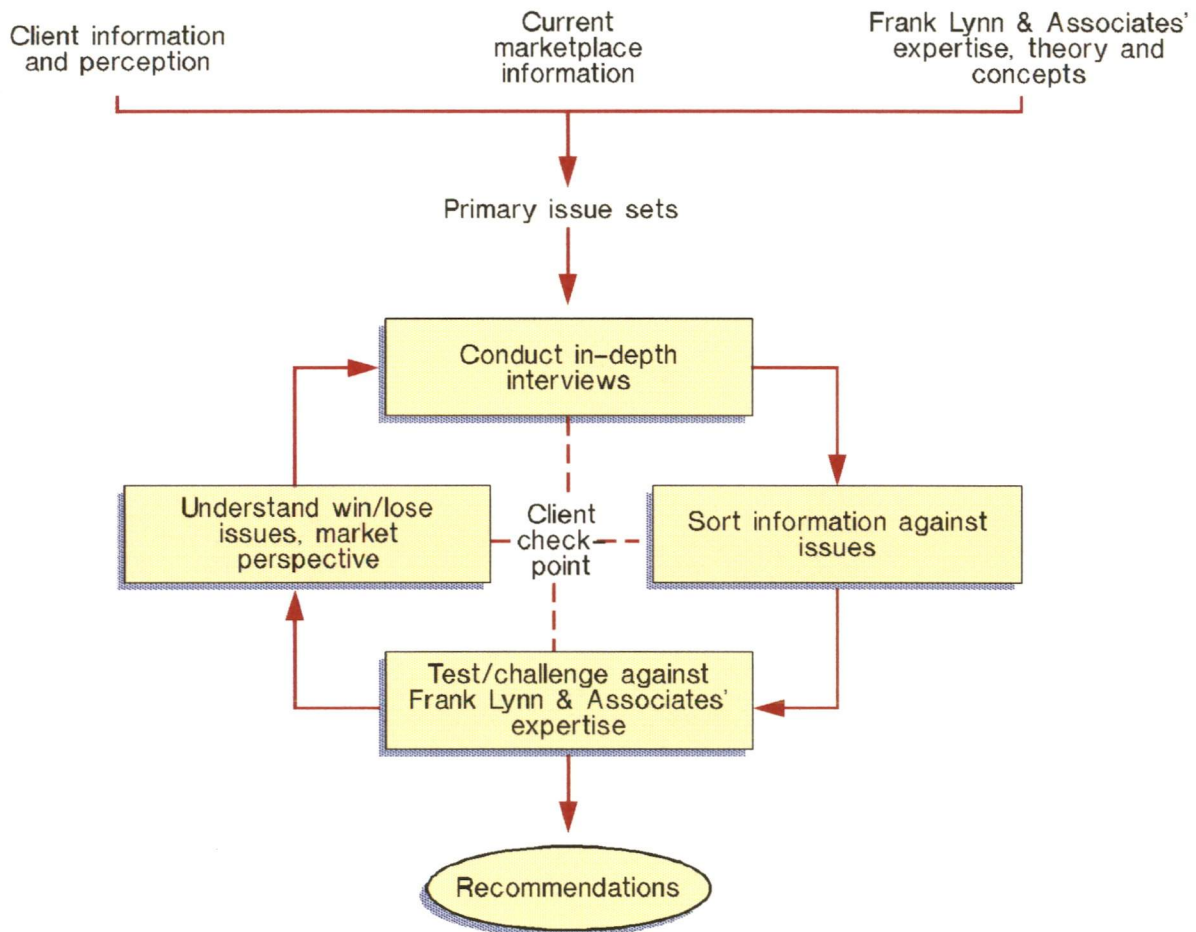 Client information
and perception
Current
marketplace
information
Frank Lynn & Associates'
expertise, theory and
concepts
Primary issue sets
Conduct in-depth
interviews
Understand win/lose
issues, market
perspective
Client
check-
point
Sort information against
issues
Test/challenge against
Frank Lynn & Associates'
expertise
Recommendations